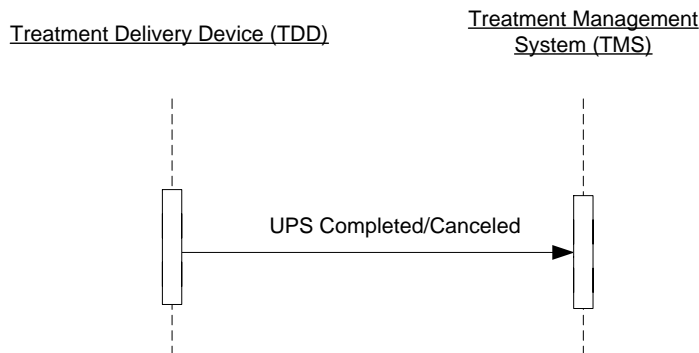 Treatment Delivery Device (TDD)
Treatment Management
System (TMS)
UPS Completed/Canceled